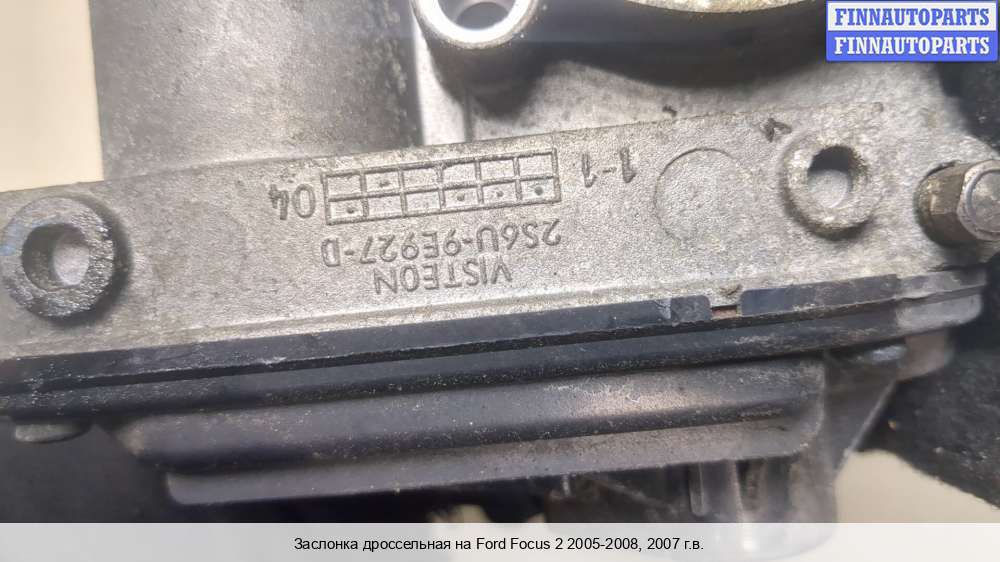 FINNAUTOPARTS
FINNAUTOPARTS
VISTEON
2S6U-9E927-D
04
1-1
Заслонка дроссельная на Ford Focus 2 2005-2008, 2007 г.в.